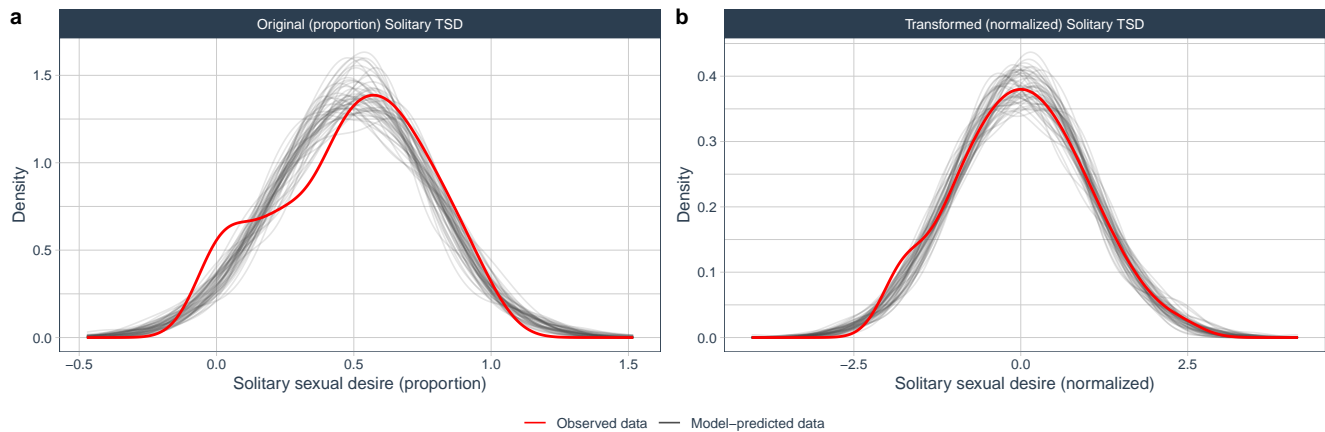 a
Original (proportion) Solitary TSD
Density
1.5
1.0
0.5
0.0
−0.5
0.0
0.5
1.0
1.5
Solitary sexual desire (proportion)
b
Transformed (normalized) Solitary TSD
Density
0.4
0.3
0.2
0.1
0.0
−2.5
0.0
2.5
Solitary sexual desire (normalized)
Observed data
Model−predicted data